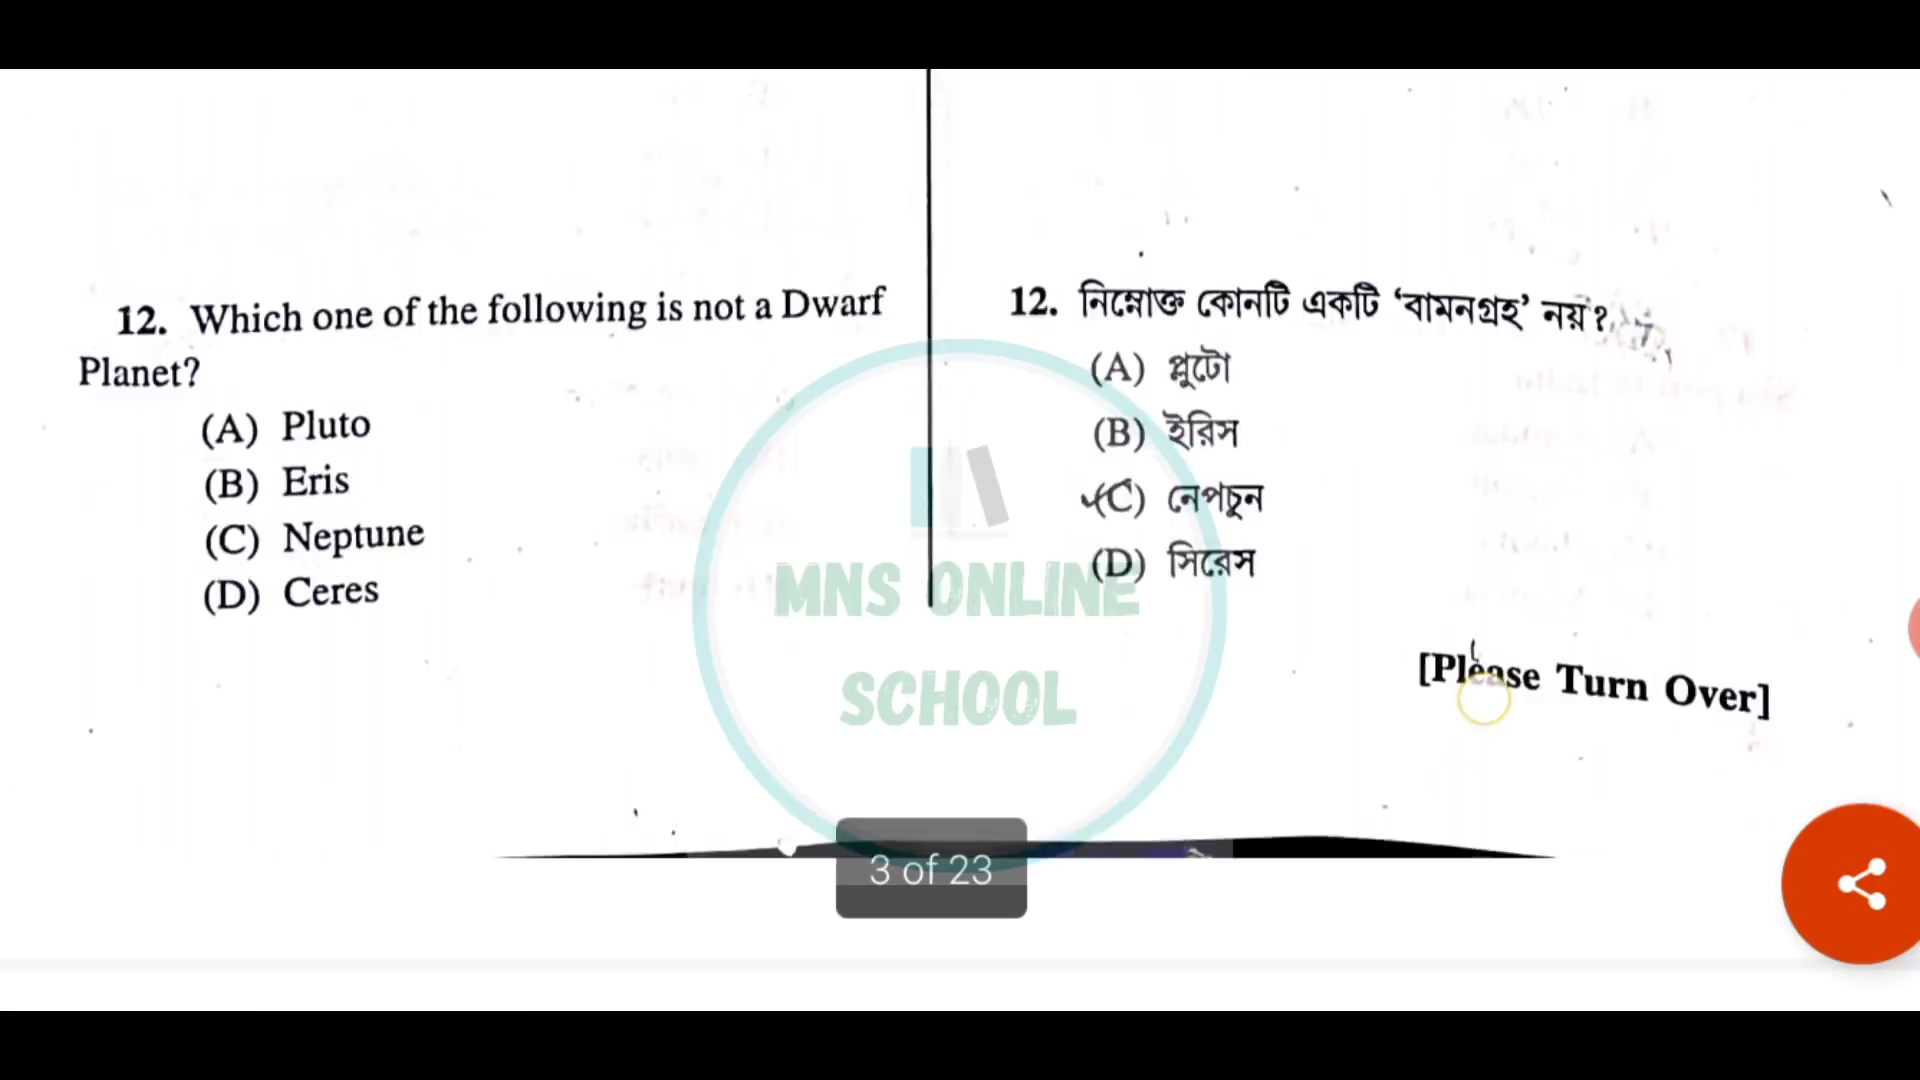 12. Which one of the following is not a Dwarf
Planet?
(A) Pluto
(B) Eris
(C) Neptune
(D) Ceres
12. নিম্নোক্ত কোনটি একটি ‘বামনগ্রহ’ নয়?
(A) প্লুটো
(B) ইরিস
(C) নেপচুন
(D) সিরেস
[Please Turn Over]
MNS ONLINE
SCHOOL
3 of 23